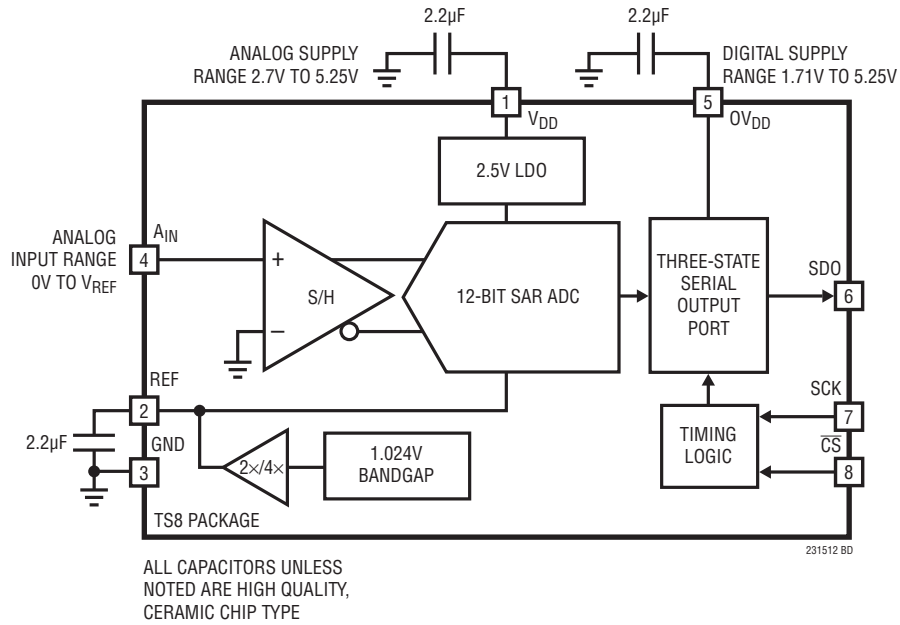 2.2µF
2.2µF
ANALOG SUPPLY
RANGE 2.7V TO 5.25V
DIGITAL SUPPLY
RANGE 1.71V TO 5.25V
1
VDD
5
OVDD
2.5V LDO
ANALOG
INPUT RANGE
0V TO VREF
AIN
4
+
S/H
–
12-BIT SAR ADC
THREE-STATE
SERIAL
OUTPUT
PORT
SDO
6
REF
2
2.2µF
GND
3
2×/4×
1.024V
BANDGAP
TIMING
LOGIC
SCK
7
CS
8
TS8 PACKAGE
231512 BD
ALL CAPACITORS UNLESS
NOTED ARE HIGH QUALITY,
CERAMIC CHIP TYPE